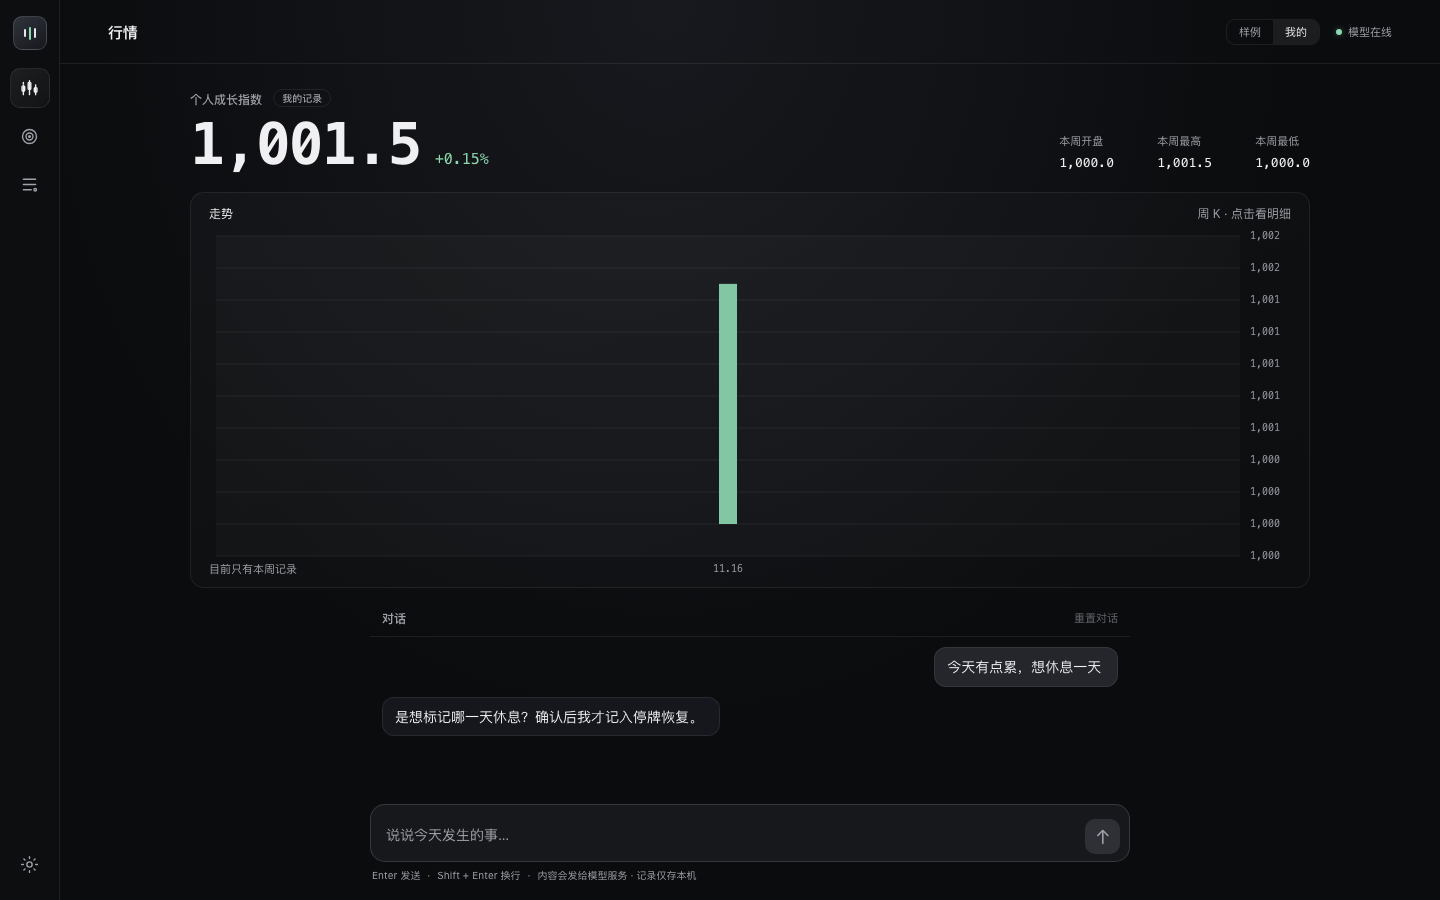 行情
样例
我的
模型在线
个人成长指数
我的记录
1,001.5
+0.15%
本周开盘
本周最高
本周最低
1,000.0
1,001.5
1,000.0
走势
周 K · 点击看明细
1,002
1,002
1,001
1,001
1,001
1,001
1,001
1,000
1,000
1,000
1,000
目前只有本周记录
11.16
对话
重置对话
今天有点累，想休息一天
是想标记哪一天休息？确认后我才记入停牌恢复。
说说今天发生的事…
Enter 发送 · Shift + Enter 换行 · 内容会发给模型服务 · 记录仅存本机